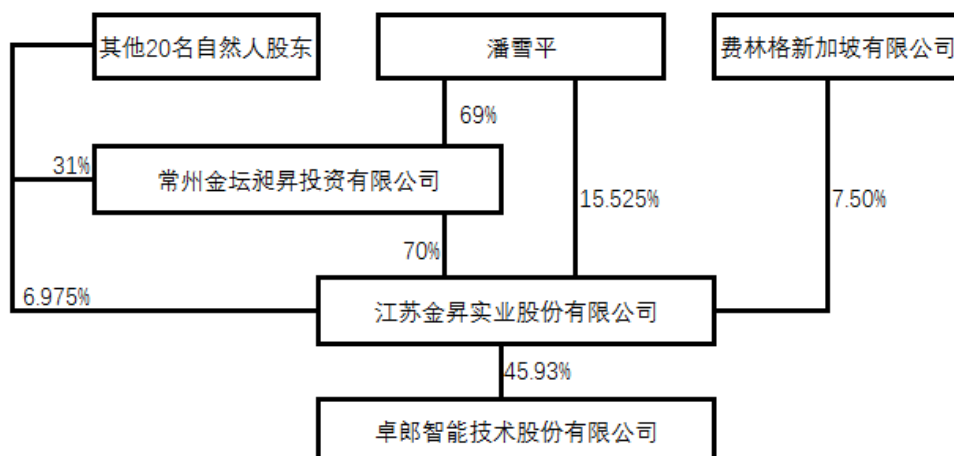 其他20名自然人股东
潘雪平
费林格新加坡有限公司
69%
31%
常州金坛昶昇投资有限公司
15.525%
7.50%
70%
6.975%
江苏金昇实业股份有限公司
45.93%
卓郎智能技术股份有限公司